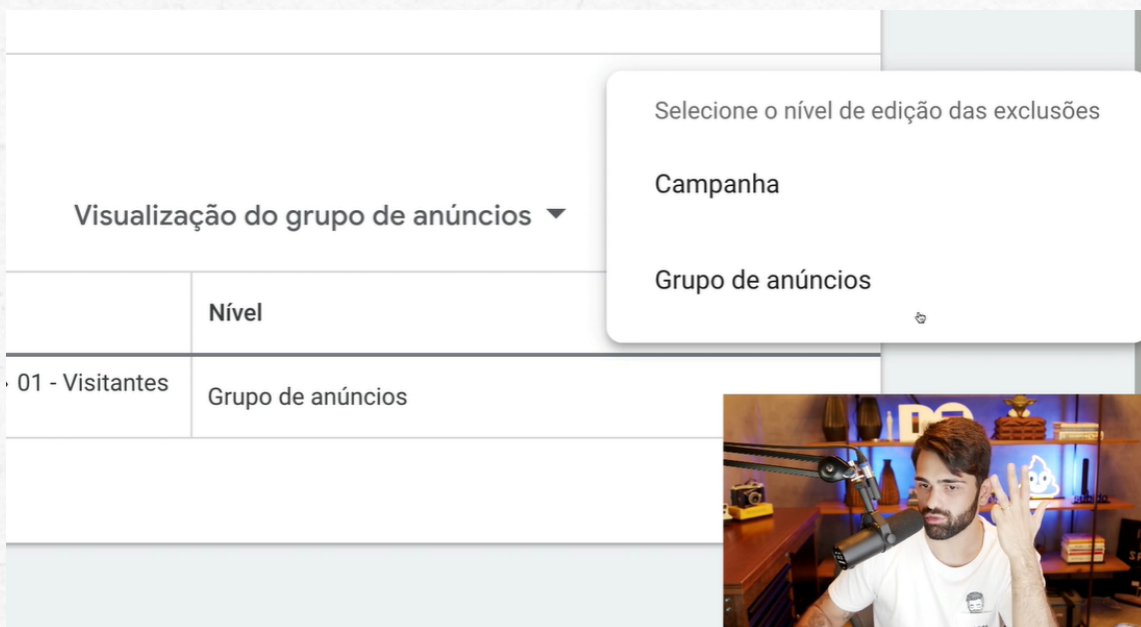 Selecione o nível de edição das exclusões
Campanha
Visualização do grupo de anúncios
Grupo de anúncios
Nível
01 - Visitantes
Grupo de anúncios